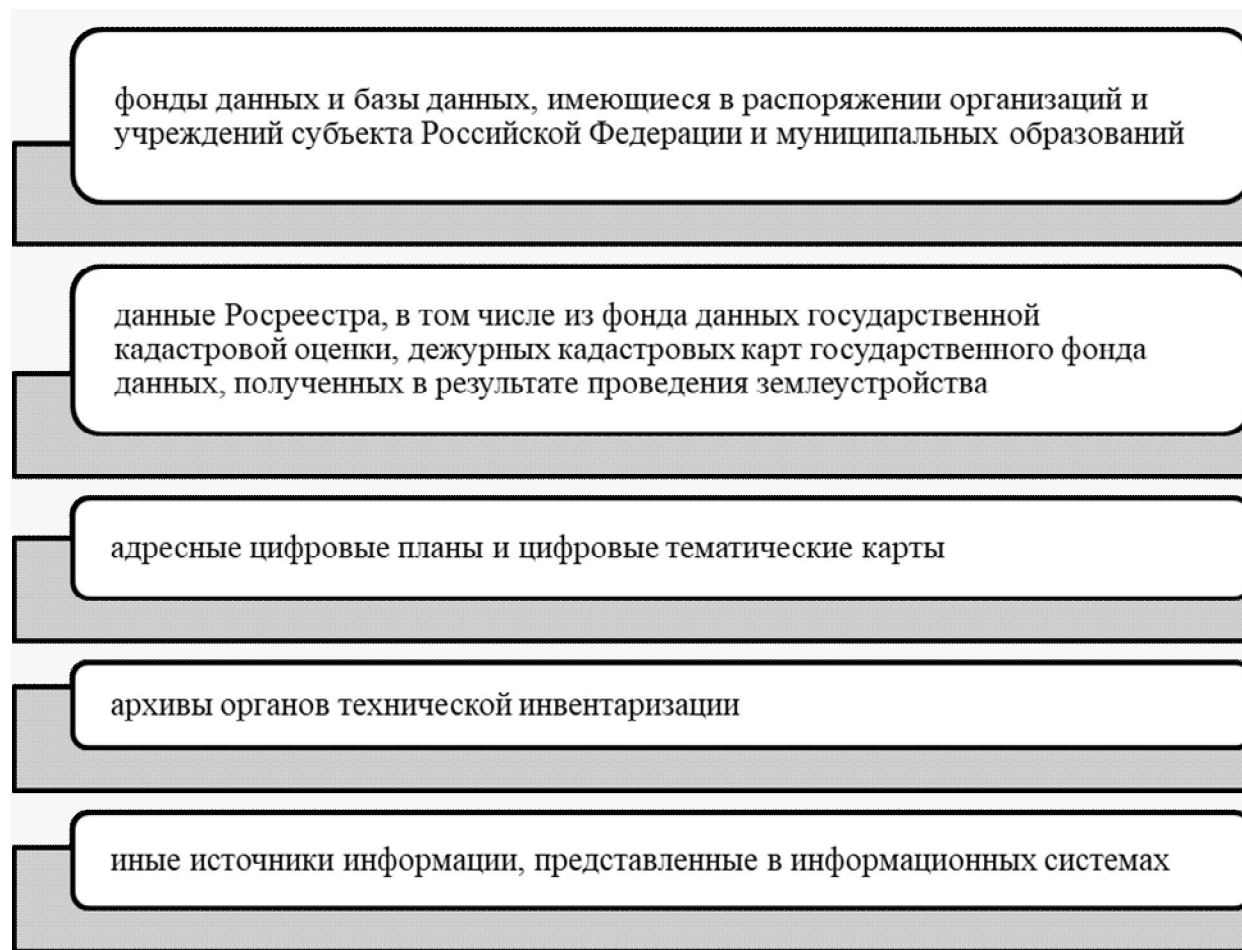 фонды данных и базы данных, имеющиеся в распоряжении организаций и
учреждений субъекта Российской Федерации и муниципальных образований
данные Росреестра, в том числе из фонда данных государственной
кадастровой оценки, дежурных кадастровых карт государственного фонда
данных, полученных в результате проведения землеустройства
адресные цифровые планы и цифровые тематические карты
архивы органов технической инвентаризации
иные источники информации, представленные в информационных системах